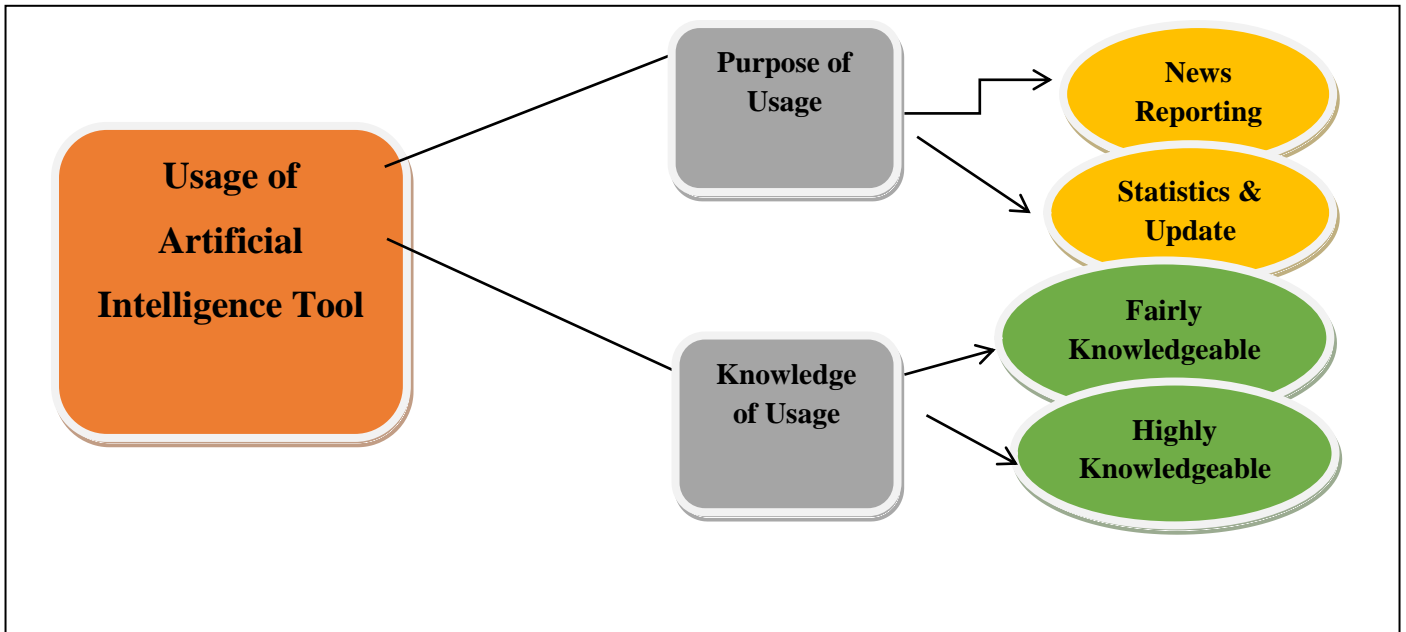 Usage of
Artificial
Intelligence Tool
Purpose of
Usage
News
Reporting
Statistics &
Update
Knowledge
of Usage
Fairly
Knowledgeable
Highly
Knowledgeable